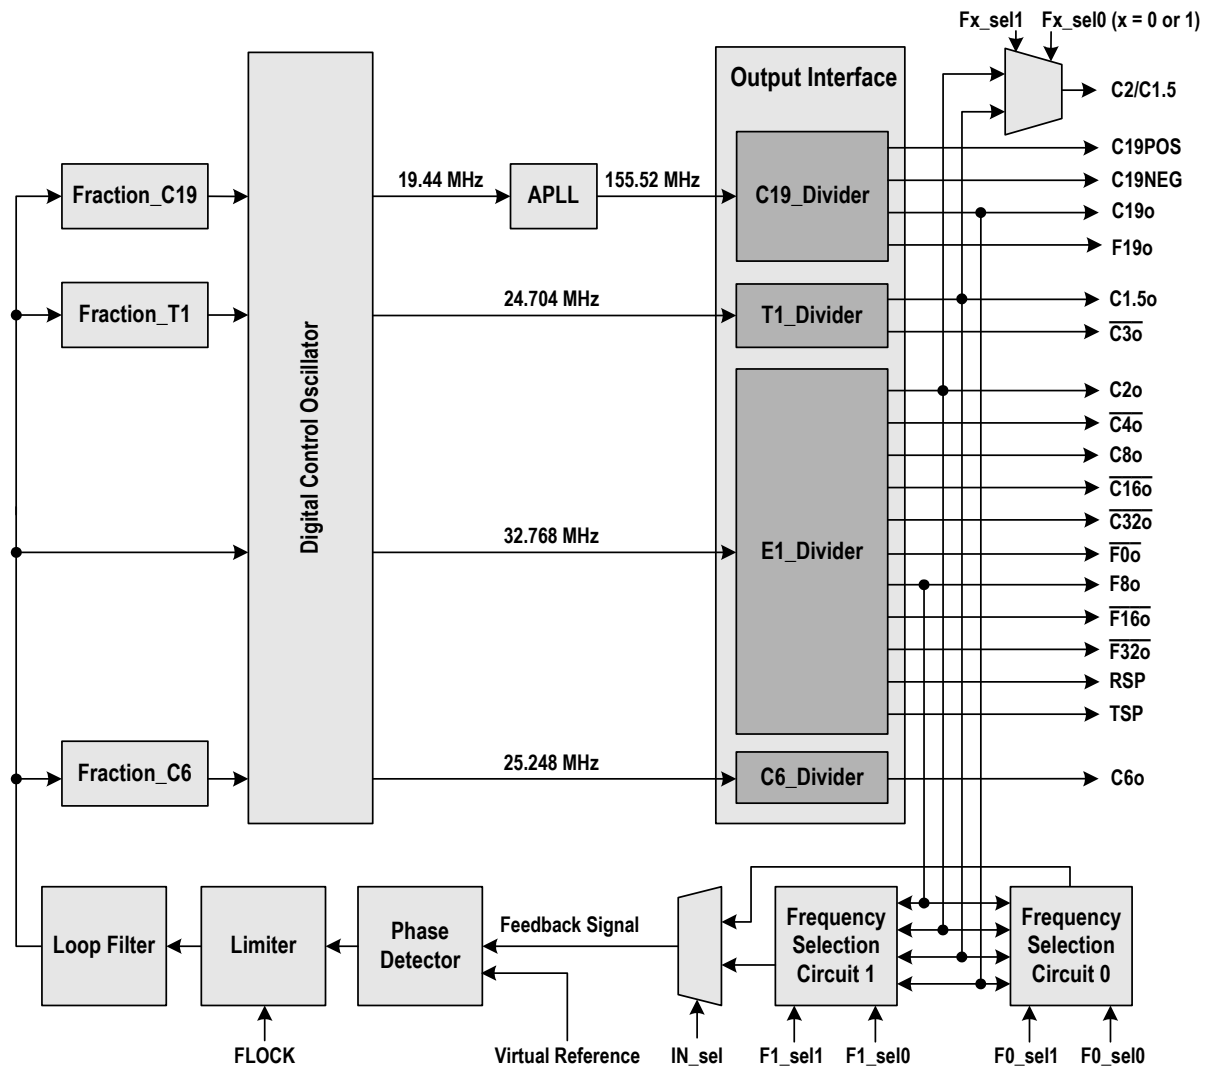 Fx_sel1 Fx_sel0 (x = 0 or 1)
Output Interface
C2/C1.5
C19POS
Fraction_C19
19.44 MHz
APLL
155.52 MHz
C19_Divider
C19NEG
C19o
F19o
Fraction_T1
24.704 MHz
T1_Divider
C1.5o
C3o
Digital Control Oscillator
C2o
C4o
C8o
C16o
C32o
32.768 MHz
E1_Divider
F0o
F8o
F16o
F32o
RSP
TSP
Fraction_C6
25.248 MHz
C6_Divider
C6o
Loop Filter
Limiter
Phase
Detector
Feedback Signal
Frequency
Selection
Circuit 1
Frequency
Selection
Circuit 0
FLOCK
Virtual Reference
IN_sel
F1_sel1
F1_sel0
F0_sel1
F0_sel0